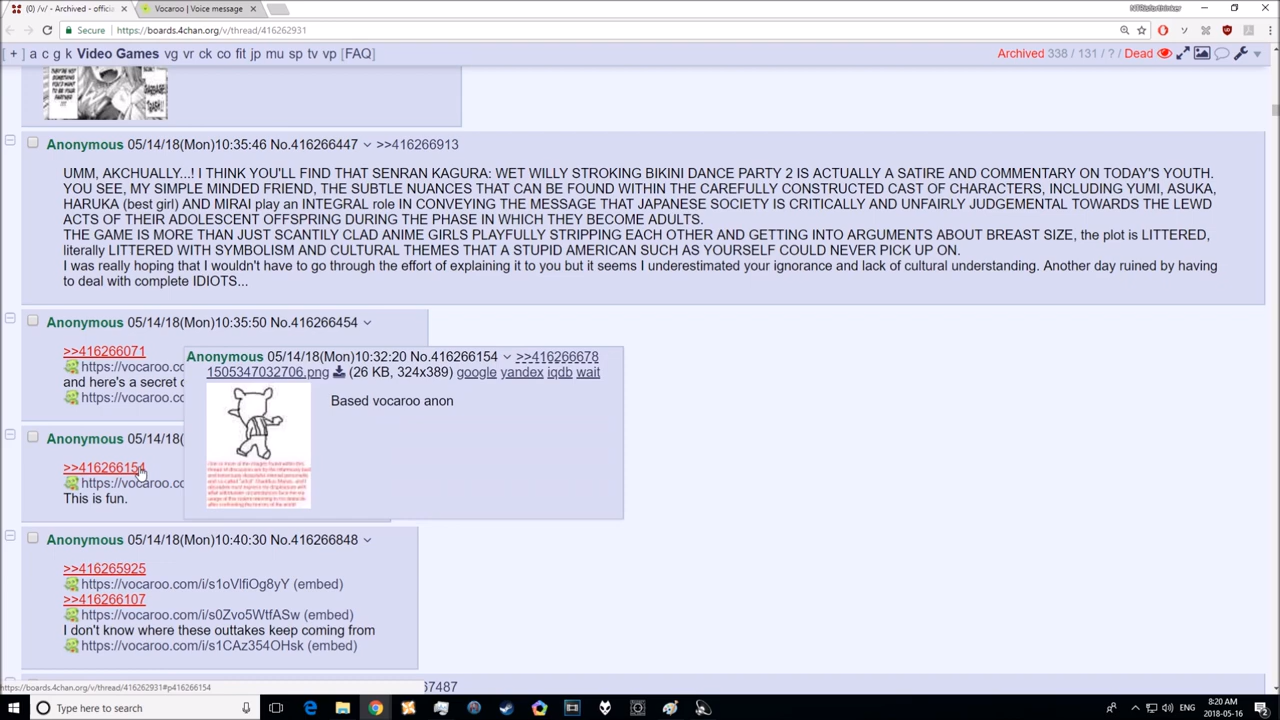 (0) /v/ - Archived - offici
Vocaroo | Voice message
NTRisforthinker
Secure | https://boards.4chan.org/v/thread/416262931
[+] a c g k Video Games vg vr ck co fit jp mu sp tv vp [FAQ]
Archived 338 / 131 / ? / Dead
Anonymous 05/14/18(Mon)10:35:46 No.416266447 >>416266913
UMM, AKCHUALLY...! I THINK YOU'LL FIND THAT SENRAN KAGURA: WET WILLY STROKING BIKINI DANCE PARTY 2 IS ACTUALLY A SATIRE AND COMMENTARY ON TODAY'S YOUTH.
YOU SEE, MY SIMPLE MINDED FRIEND, THE SUBTLE NUANCES THAT CAN BE FOUND WITHIN THE CAREFULLY CONSTRUCTED CAST OF CHARACTERS, INCLUDING YUMI, ASUKA,
HARUKA (best girl) AND MIRAI play an INTEGRAL role IN CONVEYING THE MESSAGE THAT JAPANESE SOCIETY IS CRITICALLY AND UNFAIRLY JUDGEMENTAL TOWARDS THE LEWD
ACTS OF THEIR ADOLESCENT OFFSPRING DURING THE PHASE IN WHICH THEY BECOME ADULTS.
THE GAME IS MORE THAN JUST SCANTILY CLAD ANIME GIRLS PLAYFULLY STRIPPING EACH OTHER AND GETTING INTO ARGUMENTS ABOUT BREAST SIZE, the plot is LITTERED,
literally LITTERED WITH SYMBOLISM AND CULTURAL THEMES THAT A STUPID AMERICAN SUCH AS YOURSELF COULD NEVER PICK UP ON.
I was really hoping that I wouldn't have to go through the effort of explaining it to you but it seems I underestimated your ignorance and lack of cultural understanding. Another day ruined by having
to deal with complete IDIOTS...
Anonymous 05/14/18(Mon)10:35:50 No.416266454
>>416266071
https://vocaroo.cc
and here's a secret c
https://vocaroo.cc
Anonymous 05/14/18(Mon)10:32:20 No.416266154 >>416266678
1505347032706.png (26 KB, 324x389) google yandex iqdb wait
Based vocaroo anon
Anonymous 05/14/18(
>>416266154
https://vocaroo.cc
This is fun.
Anonymous 05/14/18(Mon)10:40:30 No.416266848
>>416265925
https://vocaroo.com/i/s1oVlfiOg8yY (embed)
>>416266107
https://vocaroo.com/i/s0Zvo5WtfASw (embed)
I don't know where these outtakes keep coming from
https://vocaroo.com/i/s1CAz354OHsk (embed)
https://boards.4chan.org/v/thread/416262931#p416266154
67487
Type here to search
ENG
8:20 AM
2018-05-16
2